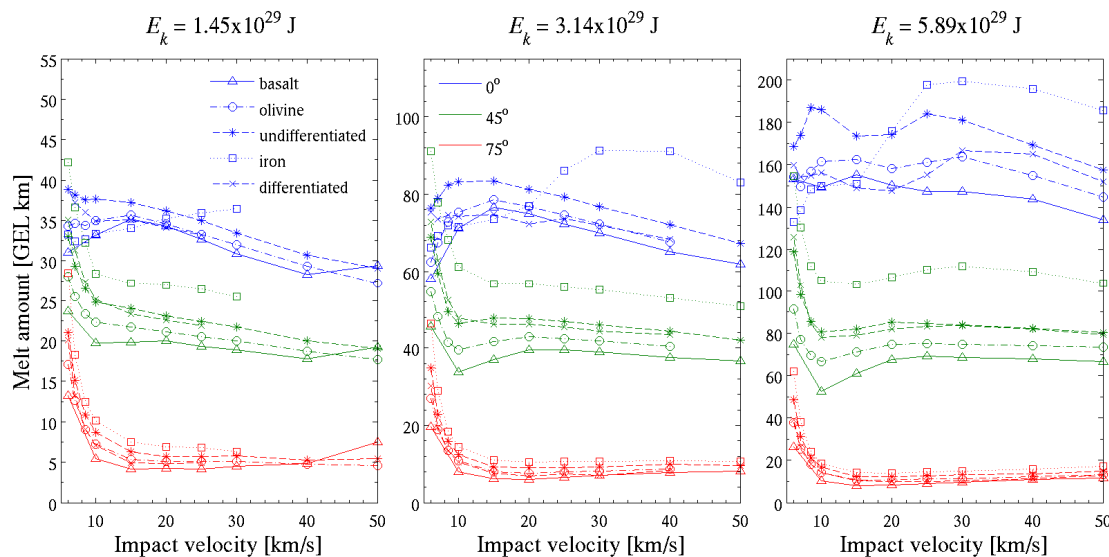 E_k = 1.45x10^29 J
E_k = 3.14x10^29 J
E_k = 5.89x10^29 J
Melt amount [GEL km]
55
50
45
40
35
30
25
20
15
10
5
0
basalt
olivine
undifferentiated
iron
differentiated
10 20 30 40 50
Impact velocity [km/s]
100
80
60
40
20
0
0°
45°
75°
10 20 30 40 50
Impact velocity [km/s]
200
180
160
140
120
100
80
60
40
20
0
10 20 30 40 50
Impact velocity [km/s]